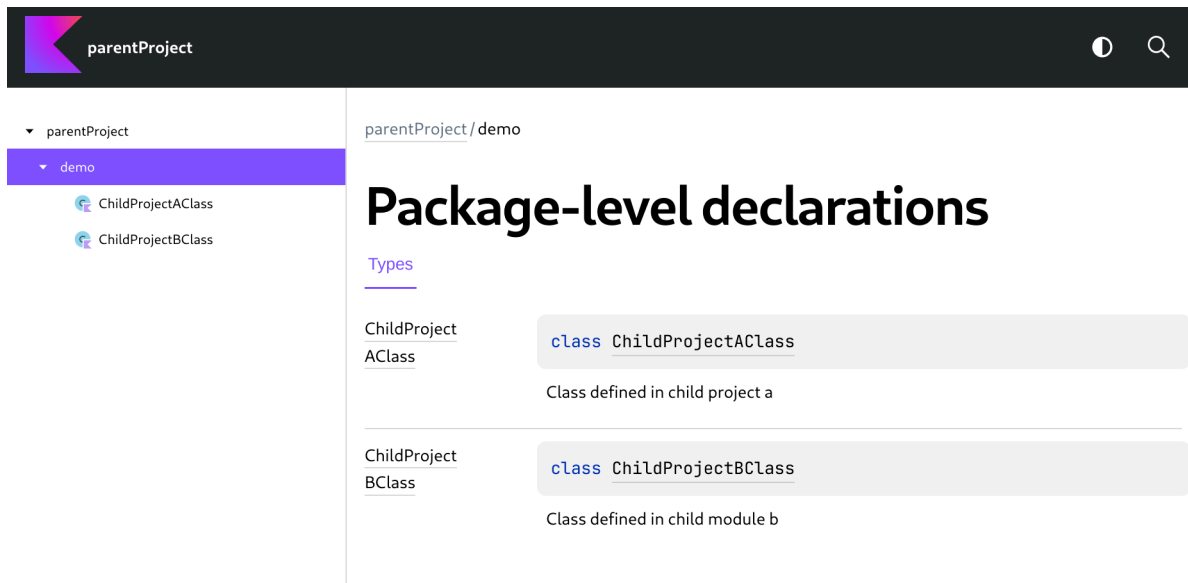 parentProject
parentProject
demo
ChildProjectAClass
ChildProjectBClass
parentProject/demo
Package-level declarations
Types
ChildProject
AClass
class ChildProjectAClass
Class defined in child project a
ChildProject
BClass
class ChildProjectBClass
Class defined in child module b